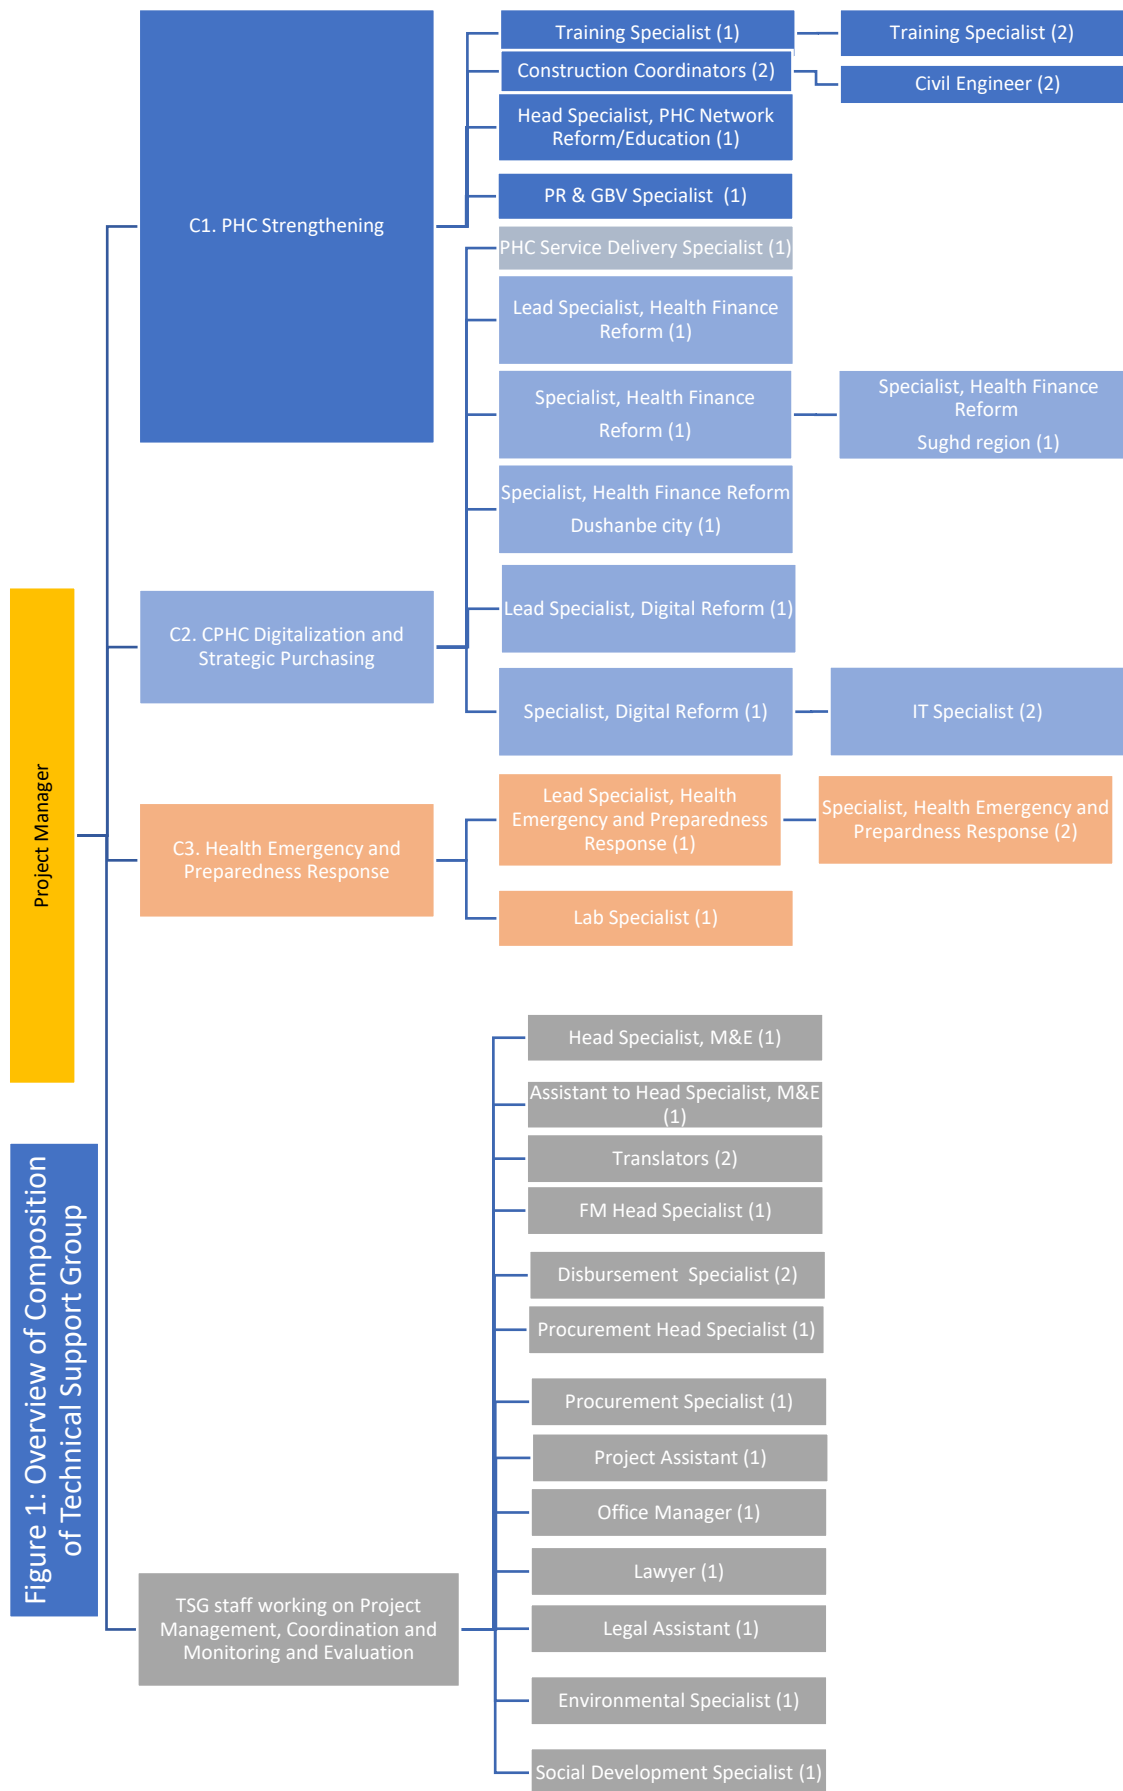 Project Manager
Figure 1: Overview of Composition
of Technical Support Group
C1. PHC Strengthening
Training Specialist (1)
Training Specialist (2)
Construction Coordinators (2)
Civil Engineer (2)
Head Specialist, PHC Network
Reform/Education (1)
PR & GBV Specialist (1)
C2. CPHC Digitalization and
Strategic Purchasing
PHC Service Delivery Specialist (1)
Lead Specialist, Health Finance
Reform (1)
Specialist, Health Finance
Reform (1)
Specialist, Health Finance
Reform
Sughd region (1)
Specialist, Health Finance Reform
Dushanbe city (1)
Lead Specialist, Digital Reform (1)
Specialist, Digital Reform (1)
IT Specialist (2)
C3. Health Emergency and
Preparedness Response
Lead Specialist, Health
Emergency and Preparedness
Response (1)
Specialist, Health Emergency and
Prepardness Response (2)
Lab Specialist (1)
TSG staff working on Project
Management, Coordination and
Monitoring and Evaluation
Head Specialist, M&E (1)
Assistant to Head Specialist, M&E
(1)
Translators (2)
FM Head Specialist (1)
Disbursement Specialist (2)
Procurement Head Specialist (1)
Procurement Specialist (1)
Project Assistant (1)
Office Manager (1)
Lawyer (1)
Legal Assistant (1)
Environmental Specialist (1)
Social Development Specialist (1)